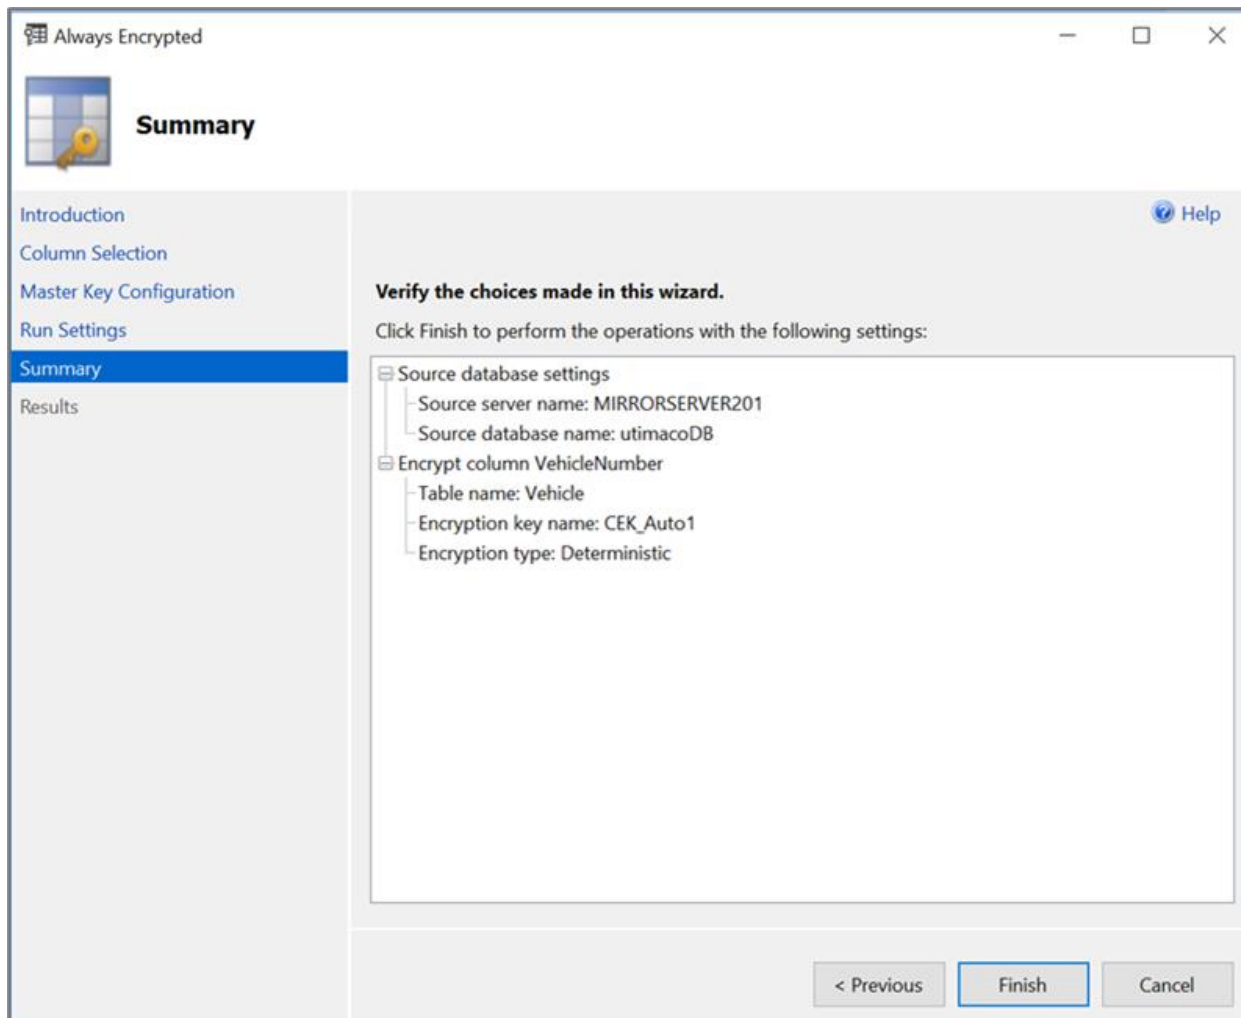 Always Encrypted
Summary
Introduction
Column Selection
Master Key Configuration
Run Settings
Summary
Results
Help
Verify the choices made in this wizard.
Click Finish to perform the operations with the following settings:
Source database settings
Source server name: MIRRORSERVER201
Source database name: utimacoDB
Encrypt column VehicleNumber
Table name: Vehicle
Encryption key name: CEK_Auto1
Encryption type: Deterministic
< Previous
Finish
Cancel